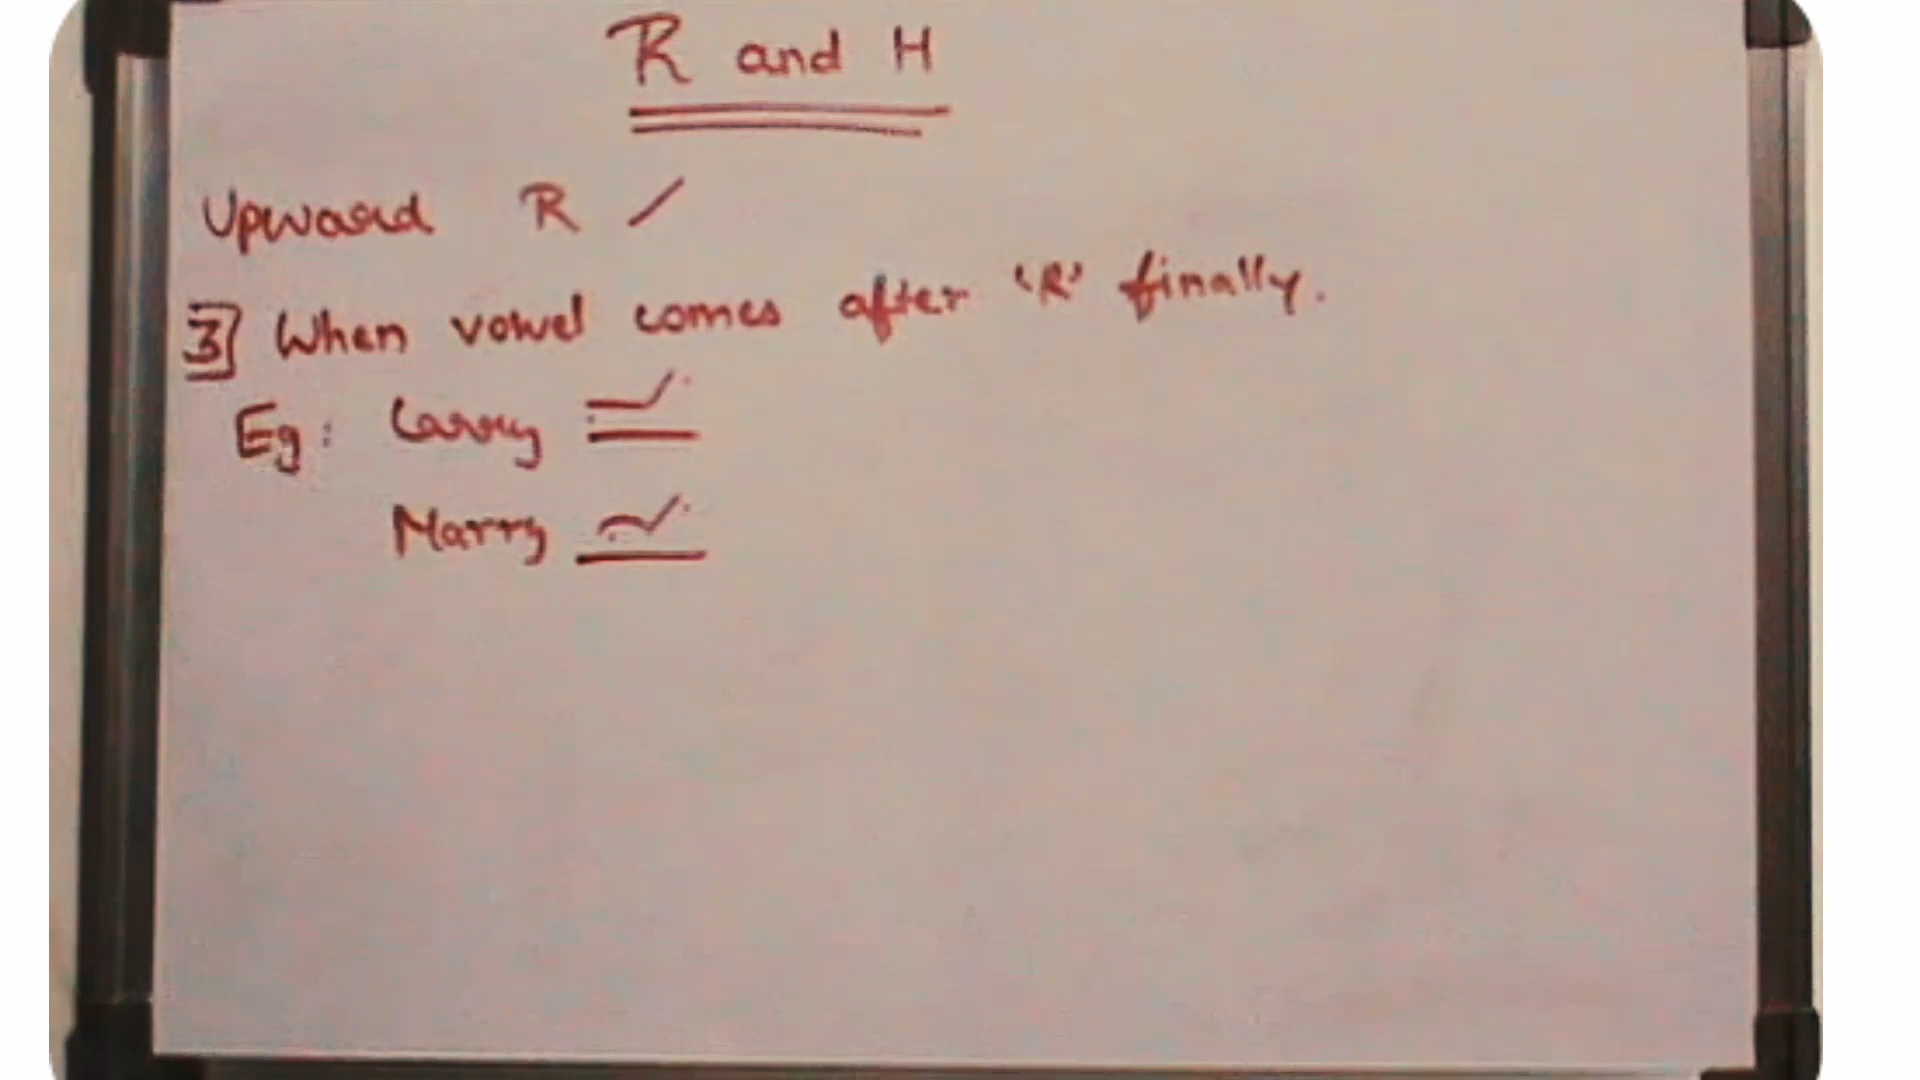 R and H
Upward R
3 When vowel comes after 'R' finally.
Eg: Carry
Marry